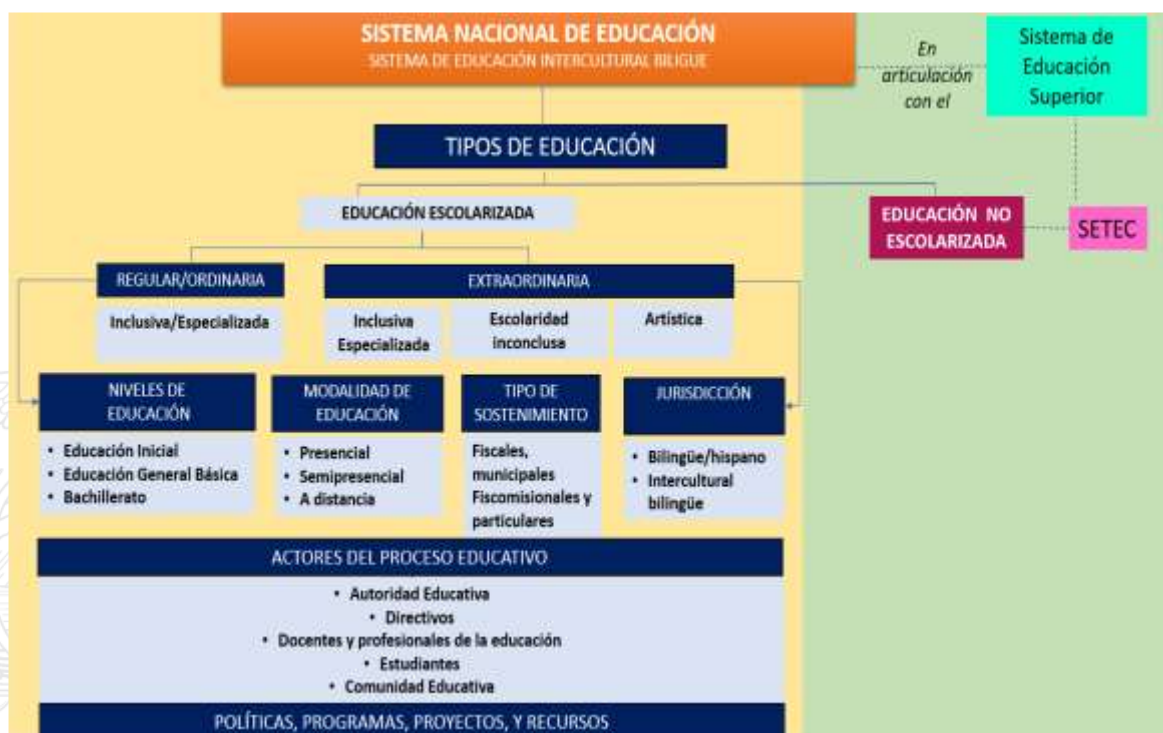 SISTEMA NACIONAL DE EDUCACIÓN
SISTEMA DE EDUCACIÓN INTERCULTURAL BILIGUE
En
articulación
con el
Sistema de
Educación
Superior
TIPOS DE EDUCACIÓN
EDUCACIÓN ESCOLARIZADA
EDUCACIÓN NO
ESCOLARIZADA
SETEC
REGULAR/ORDINARIA
EXTRAORDINARIA
Inclusiva/Especializada
Inclusiva
Especializada
Escolaridad
inconclusa
Artística
NIVELES DE
EDUCACIÓN
• Educación Inicial
• Educación General Básica
• Bachillerato
MODALIDAD DE
EDUCACIÓN
• Presencial
• Semipresencial
• A distancia
TIPO DE
SOSTENIMIENTO
Fiscales,
municipales
Fiscomisionales y
particulares
JURISDICCIÓN
• Bilingüe/hispano
• Intercultural
bilingüe
ACTORES DEL PROCESO EDUCATIVO
• Autoridad Educativa
• Directivos
• Docentes y profesionales de la educación
• Estudiantes
• Comunidad Educativa
POLÍTICAS, PROGRAMAS, PROYECTOS, Y RECURSOS